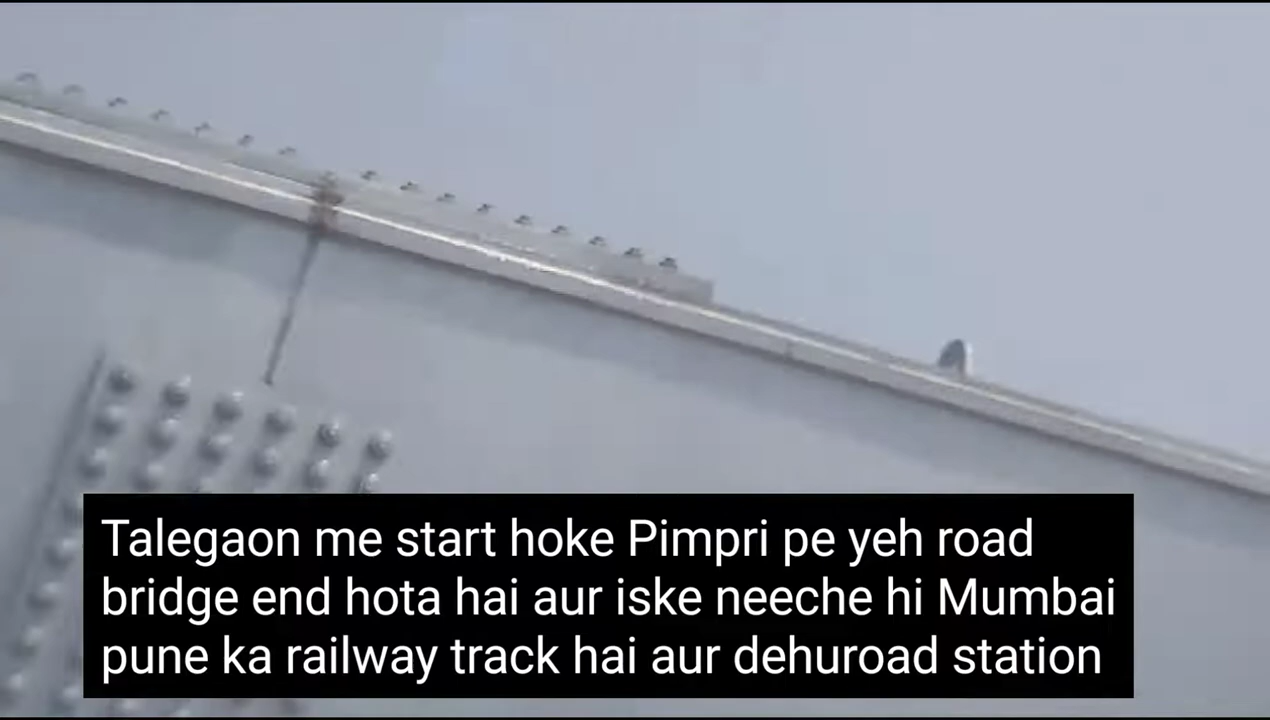 Talegaon me start hoke Pimpri pe yeh road
bridge end hota hai aur iske neeche hi Mumbai
pune ka railway track hai aur dehuroad station